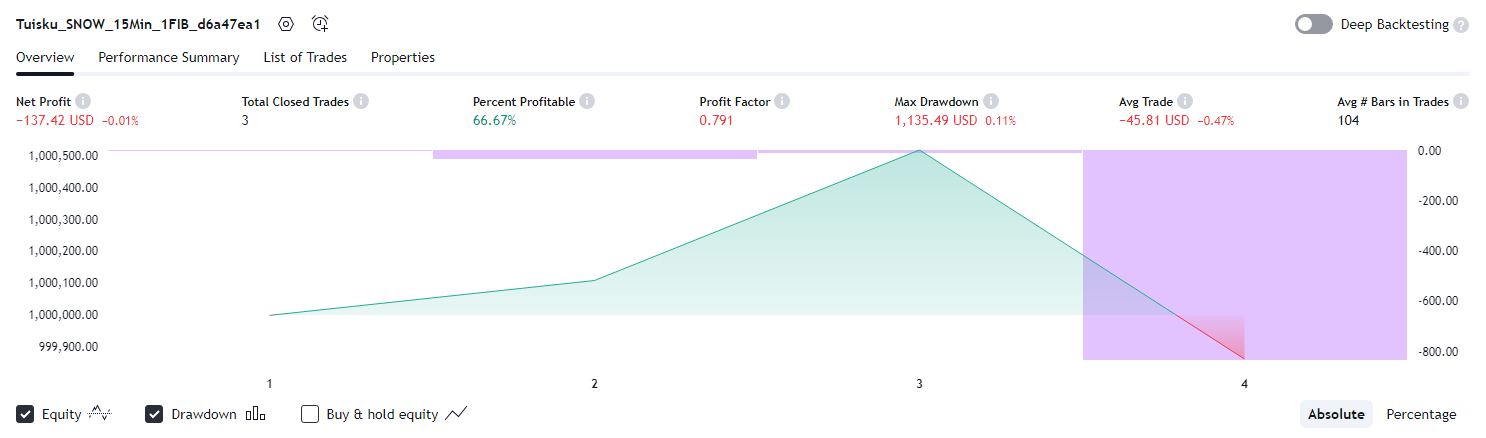 Tuisku_SNOW_15Min_1FIB_d6a47ea1 Deep Backtesting ?
Overview Performance Summary List of Trades Properties
Net Profit i Total Closed Trades i Percent Profitable i Profit Factor i Max Drawdown i Avg Trade i Avg # Bars in Trades i
−137.42 USD −0.01% 3 66.67% 0.791 1,135.49 USD 0.11% −45.81 USD −0.47% 104
1,000,500.00 0.00
1,000,400.00
1,000,300.00 -200.00
1,000,200.00 -400.00
1,000,100.00
1,000,000.00 -600.00
999,900.00 -800.00
1 2 3 4
Equity Drawdown Buy & hold equity Absolute Percentage